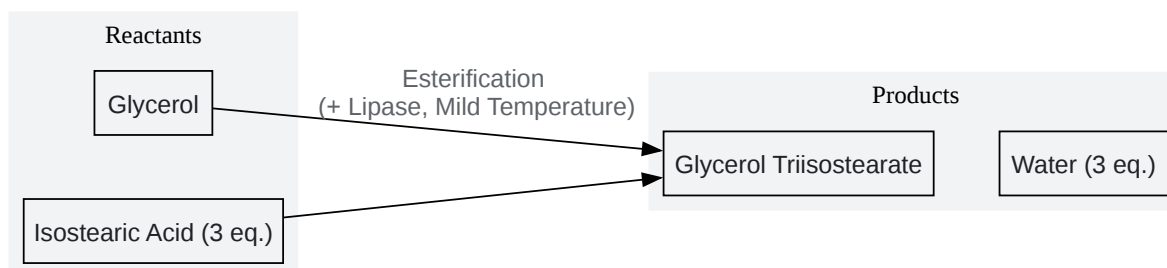 Reactants
Glycerol
Isostearic Acid (3 eq.)
Esterification
(+ Lipase, Mild Temperature)
Products
Glycerol Triisostearate
Water (3 eq.)